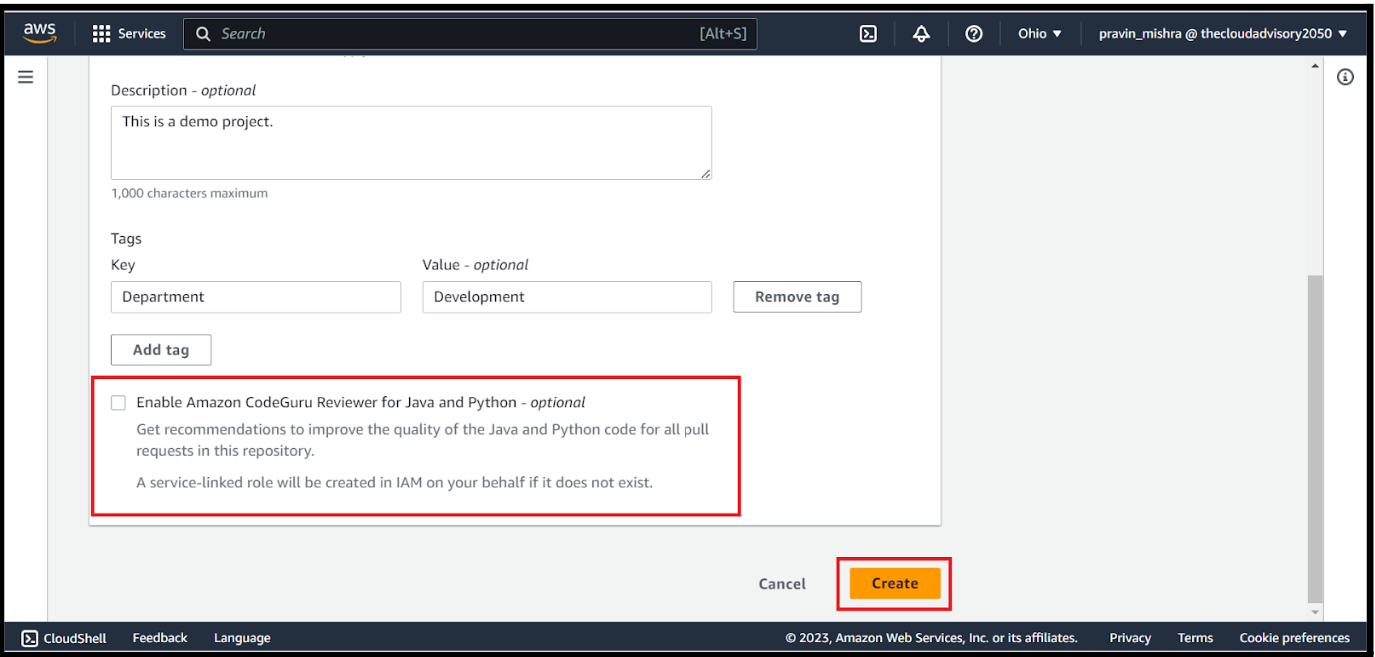 aws
Services
Search
[Alt+S]
Ohio
pravin_mishra @ thecloudadvisory2050
Description - optional
This is a demo project.
1,000 characters maximum
Tags
Key
Value - optional
Department
Development
Remove tag
Add tag
Enable Amazon CodeGuru Reviewer for Java and Python - optional
Get recommendations to improve the quality of the Java and Python code for all pull
requests in this repository.
A service-linked role will be created in IAM on your behalf if it does not exist.
Cancel
Create
CloudShell
Feedback
Language
© 2023, Amazon Web Services, Inc. or its affiliates.
Privacy
Terms
Cookie preferences